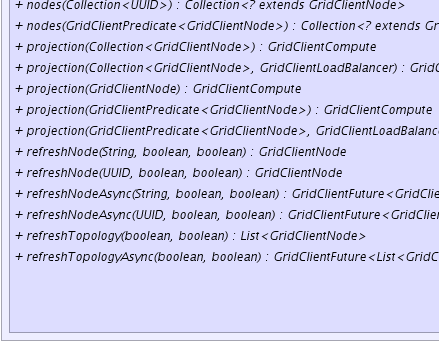 + nodes(Collection<UUID>) : Collection<? extends GridClientNode>
+ nodes(GridClientPredicate<GridClientNode>) : Collection<? extends Gr
+ projection(Collection<GridClientNode>) : GridClientCompute
+ projection(Collection<GridClientNode>, GridClientLoadBalancer) : GridC
+ projection(GridClientNode) : GridClientCompute
+ projection(GridClientPredicate<GridClientNode>) : GridClientCompute
+ projection(GridClientPredicate<GridClientNode>, GridClientLoadBalance
+ refreshNode(String, boolean, boolean) : GridClientNode
+ refreshNode(UUID, boolean, boolean) : GridClientNode
+ refreshNodeAsync(String, boolean, boolean) : GridClientFuture<GridClie
+ refreshNodeAsync(UUID, boolean, boolean) : GridClientFuture<GridClien
+ refreshTopology(boolean, boolean) : List<GridClientNode>
+ refreshTopologyAsync(boolean, boolean) : GridClientFuture<List<GridC